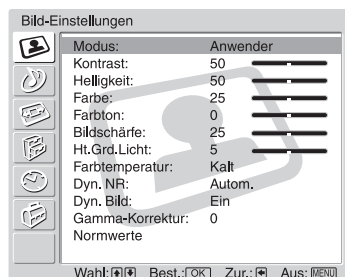 Bild-Einstellungen
Modus: Anwender
Kontrast: 50
Helligkeit: 50
Farbe: 25
Farbton: 0
Bildschärfe: 25
Ht.Grd.Licht: 5
Farbtemperatur: Kalt
Dyn. NR: Autom.
Dyn. Bild: Ein
Gamma-Korrektur: 0
Normwerte
Wahl: Best.: OK Zur.: Aus: MENU